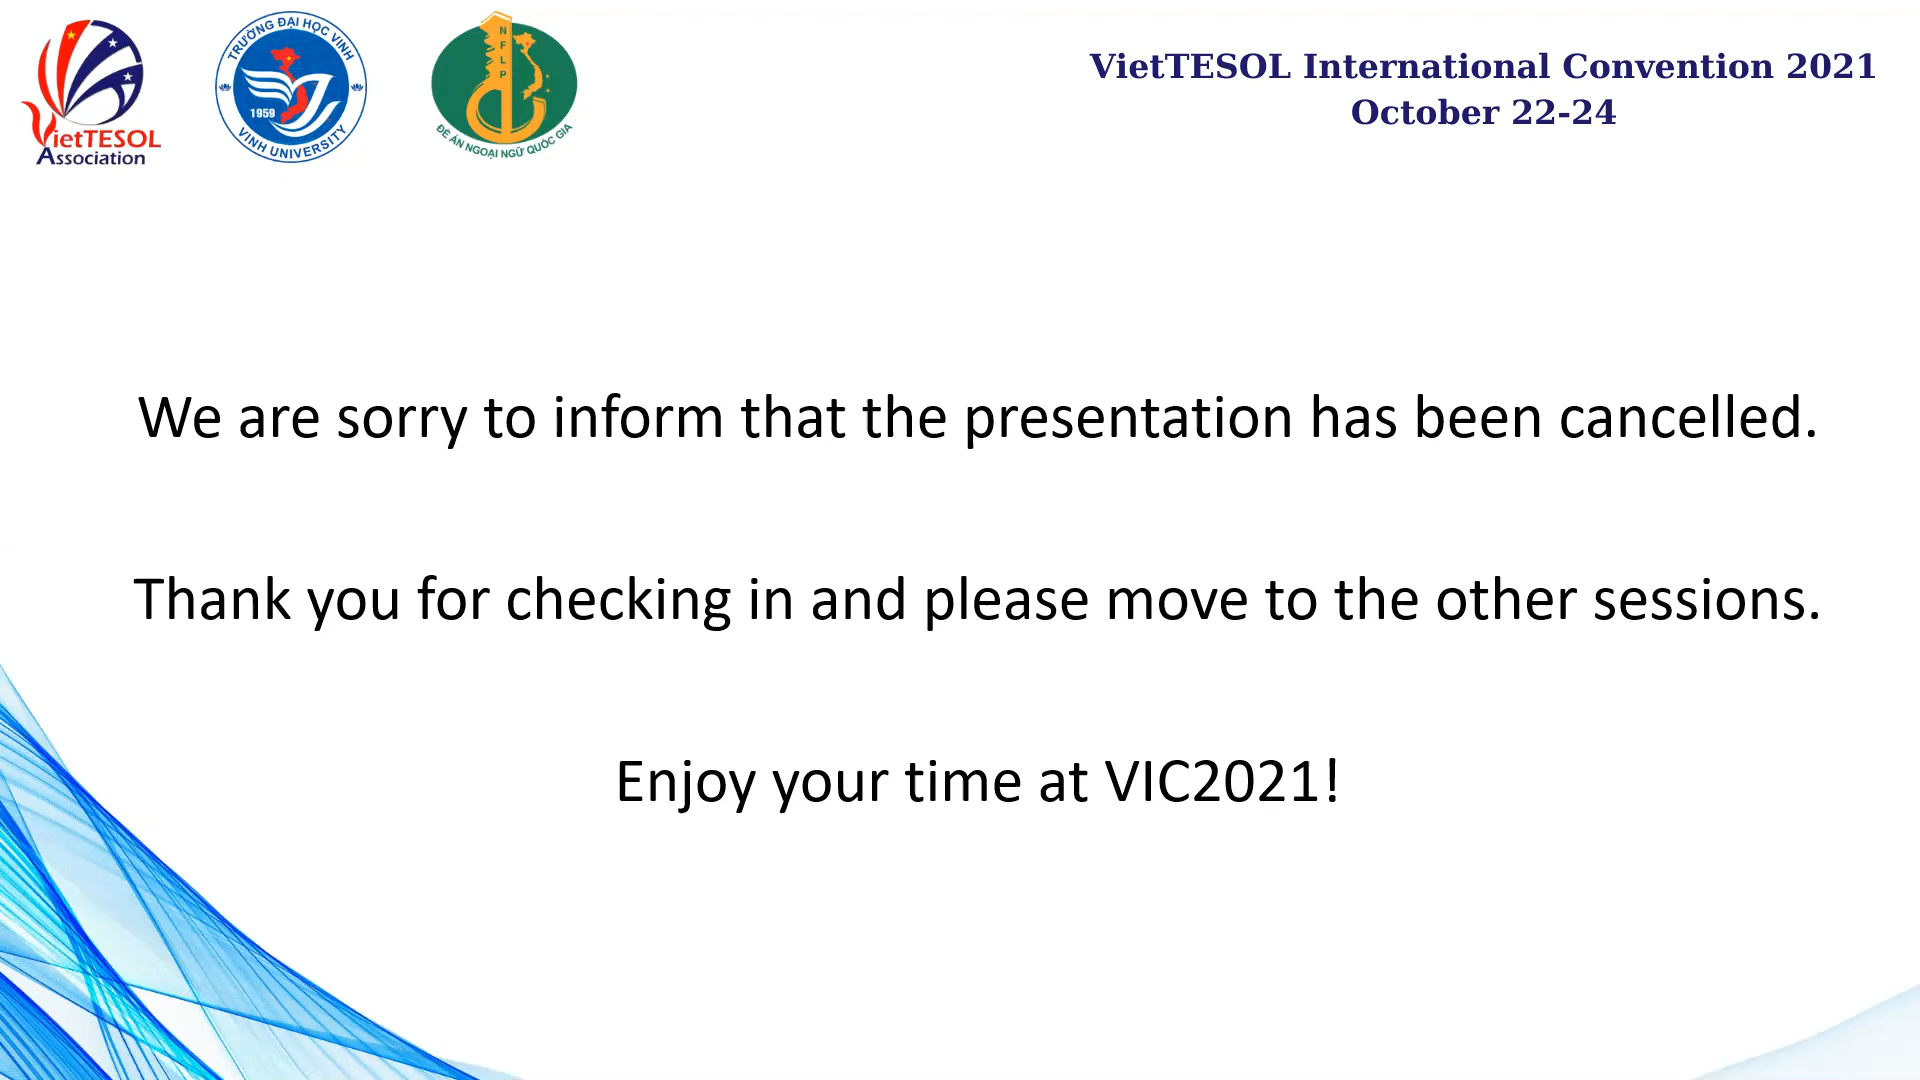 VietTESOL
Association
TRƯỜNG ĐẠI HỌC VINH
1959
VINH UNIVERSITY
NFLP
ĐỀ ÁN NGOẠI NGỮ QUỐC GIA
VietTESOL International Convention 2021
October 22-24
We are sorry to inform that the presentation has been cancelled.
Thank you for checking in and please move to the other sessions.
Enjoy your time at VIC2021!